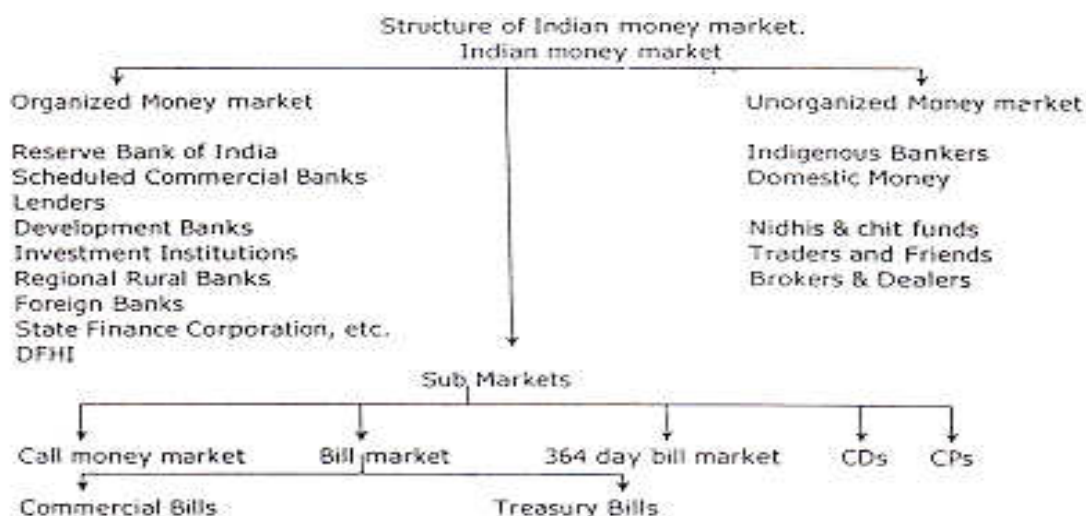 Structure of Indian money market.
Indian money market
Organized Money market
Reserve Bank of India
Scheduled Commercial Banks
Lenders
Development Banks
Investment Institutions
Regional Rural Banks
Foreign Banks
State Finance Corporation, etc.
DFHI
Unorganized Money market
Indigenous Bankers
Domestic Money
Nidhis & chit funds
Traders and Friends
Brokers & Dealers
Sub Markets
Call money market
Bill market
364 day bill market
CDs
CPs
Commercial Bills
Treasury Bills